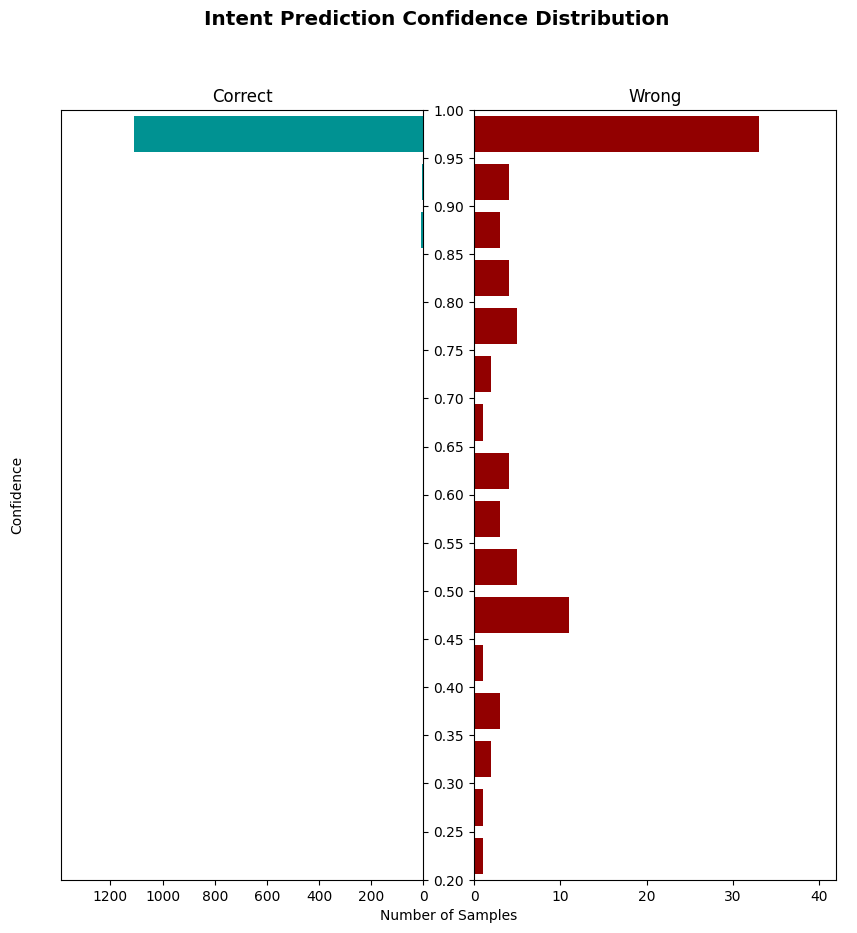 Intent Prediction Confidence Distribution
Correct
Wrong
1.00
0.95
0.90
0.85
0.80
0.75
0.70
0.65
0.60
0.55
0.50
0.45
0.40
0.35
0.30
0.25
0.20
Confidence
1200 1000 800 600 400 200 0
0 10 20 30 40
Number of Samples